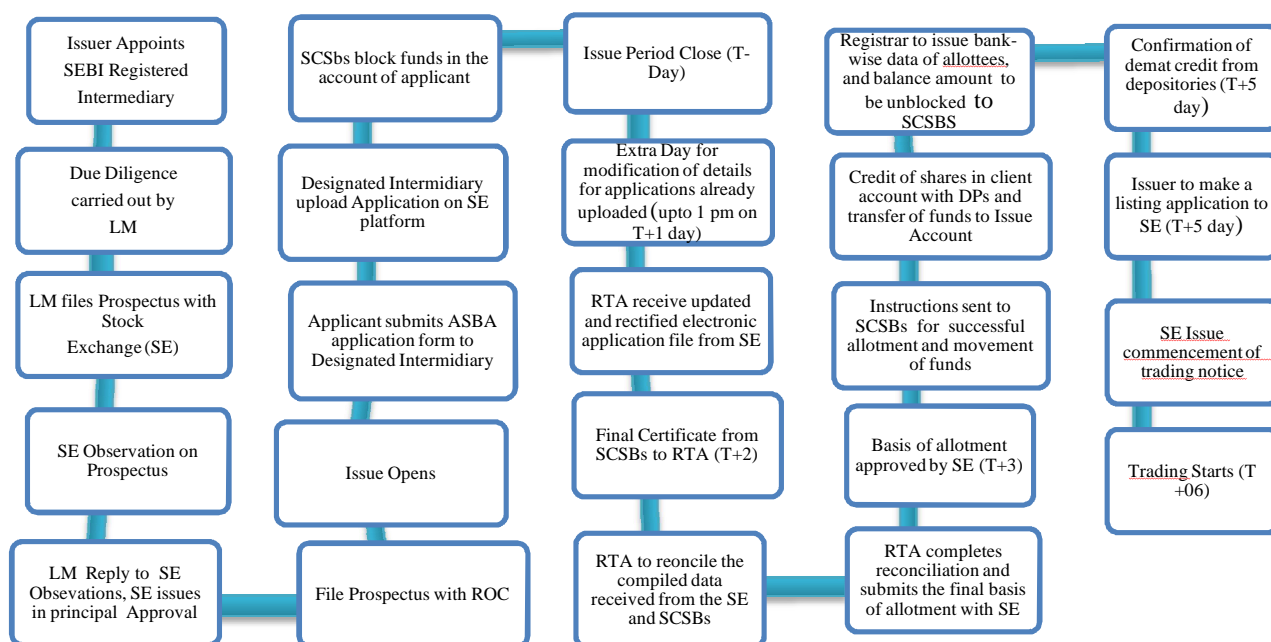 Issuer Appoints
SEBI Registered
Intermediary
Due Diligence
carried out by
LM
LM files Prospectus with
Stock
Exchange (SE)
SE Observation on
Prospectus
LM Reply to SE
Obsevations, SE issues
in principal Approval
File Prospectus with ROC
Issue Opens
Applicant submits ASBA
application form to
Designated Intermidiary
Designated Intermidiary
upload Application on SE
platform
SCSbs block funds in the
account of applicant
Issue Period Close (T-
Day)
Extra Day for
modification of details
for applications already
uploaded (upto 1 pm on
T+1 day)
RTA receive updated
and rectified electronic
application file from SE
Final Certificate from
SCSBs to RTA (T+2)
RTA to reconcile the
compiled data
received from the SE
and SCSBs
RTA completes
reconciliation and
submits the final basis
of allotment with SE
Basis of allotment
approved by SE (T+3)
Instructions sent to
SCSBs for successful
allotment and movement
of funds
Credit of shares in client
account with DPs and
transfer of funds to Issue
Account
Registrar to issue bank-
wise data of allottees,
and balance amount to
be unblocked to
SCSBS
Confirmation of
demat credit from
depositories (T+5
day)
Issuer to make a
listing application to
SE (T+5 day)
SE Issue
commencement of
trading notice
Trading Starts (T
+06)